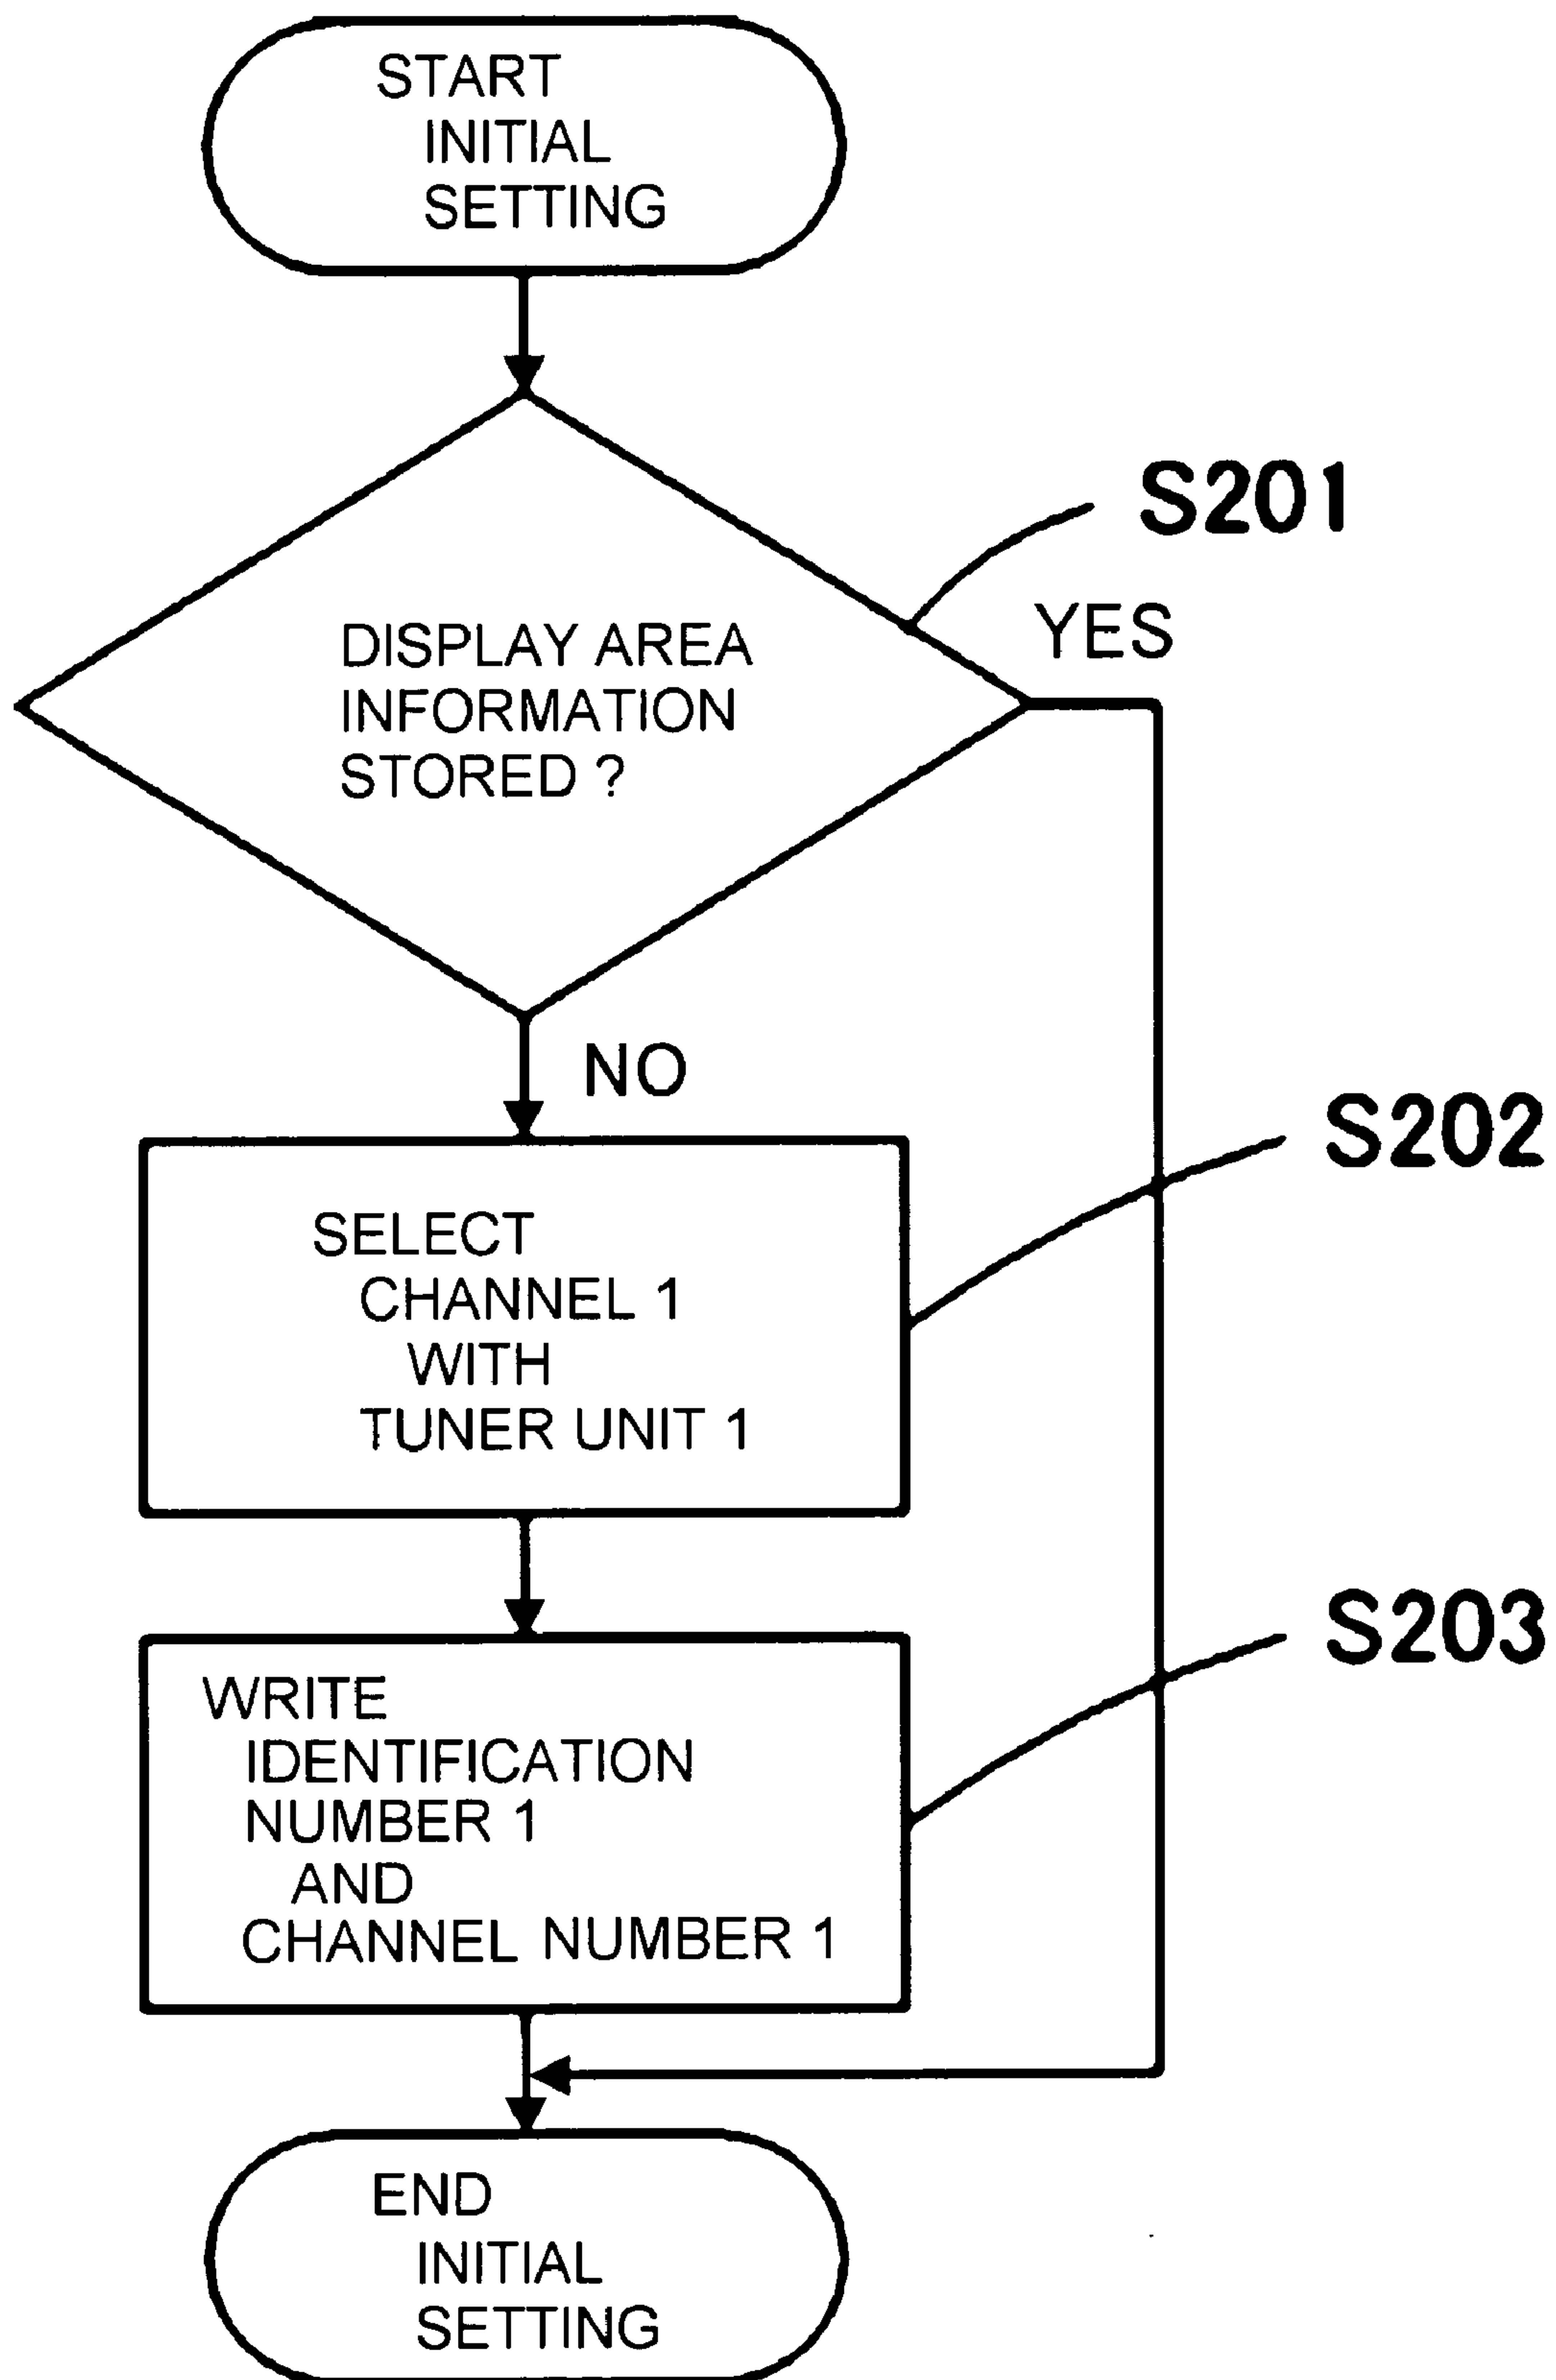 START
INITIAL
SETTING
S201
YES
DISPLAY AREA
INFORMATION
STORED ?
NO
S202
SELECT
CHANNEL 1
WITH
TUNER UNIT 1
S203
WRITE
IDENTIFICATION
NUMBER 1
AND
CHANNEL NUMBER 1
END
INITIAL
SETTING